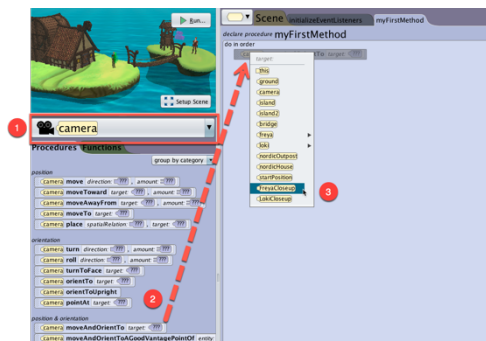 Run...
Setup Scene
1
camera
Procedures Functions
group by category
position
camera move direction: ??? , amount: ???
camera moveToward target: ??? , amount: ???
camera moveAwayFrom target: ??? , amount: ???
camera moveTo target: ???
camera place spatialRelation: ??? , target: ???
orientation
camera turn direction: ??? , amount: ???
camera roll direction: ??? , amount: ???
camera turnToFace target: ???
camera orientTo target: ???
camera orientToUpright
camera pointAt target: ???
2
position & orientation
camera moveAndOrientTo target: ???
camera moveAndOrientToAGoodVantagePointOf entity
Scene initializeEventListeners myFirstMethod
declare procedure myFirstMethod
do in order
target: ???
target:
this
ground
camera
island
island2
bridge
freya
loki
nordicOutpost
nordicHouse
startPosition
FreyaCloseup
LokiCloseup
3